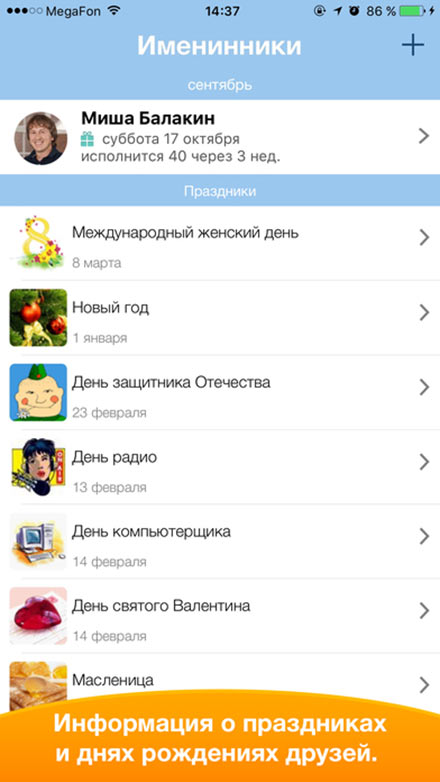 MegaFon 14:37 86 %
Именинники
сентябрь
Миша Балакин
суббота 17 октября
исполнится 40 через 3 нед.
Праздники
Международный женский день
8 марта
Новый год
1 января
День защитника Отечества
23 февраля
День радио
ON AIR
13 февраля
День компьютерщика
14 февраля
День святого Валентина
14 февраля
Масленица
Информация о праздниках
и днях рождениях друзей.